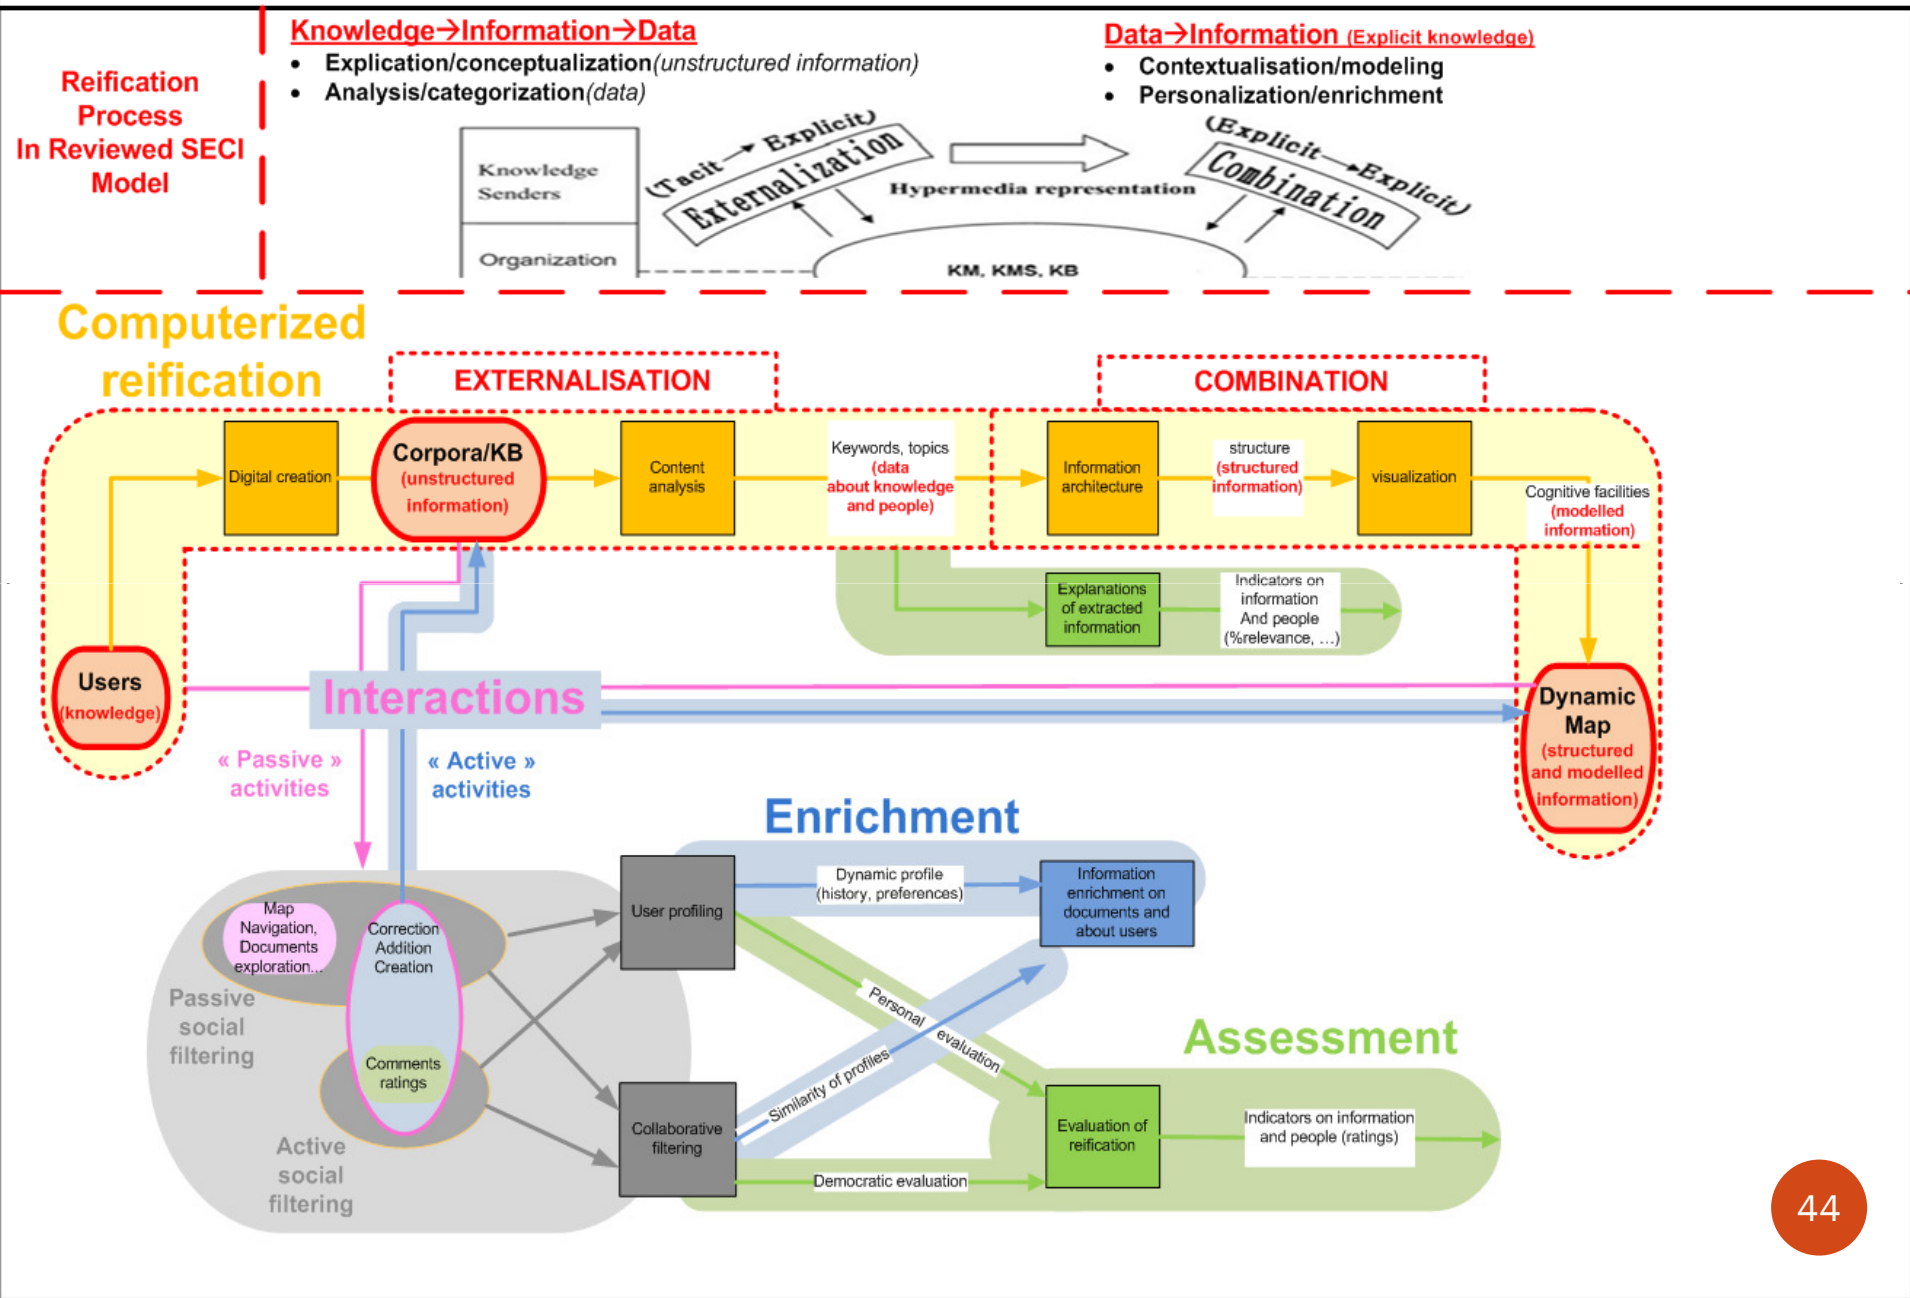 Reification
Process
In Reviewed SECI
Model
Knowledge→Information→Data
• Explication/conceptualization(unstructured information)
• Analysis/categorization(data)
Data→Information (Explicit knowledge)
• Contextualisation/modeling
• Personalization/enrichment
Knowledge
Senders
Organization
(Tacit → Explicit)
Externalization
Hypermedia representation
(Explicit→Explicit)
Combination
KM, KMS, KB
Computerized
reification
EXTERNALISATION
COMBINATION
Digital creation
Corpora/KB
(unstructured
information)
Content
analysis
Keywords, topics
(data
about knowledge
and people)
Information
architecture
structure
(structured
information)
visualization
Cognitive facilities
(modelled
information)
Explanations
of extracted
information
Indicators on
information
And people
(%relevance, ...)
Users
(knowledge)
Interactions
Dynamic
Map
(structured
and modelled
information)
« Passive »
activities
« Active »
activities
Enrichment
Map
Navigation,
Documents
exploration...
Correction
Addition
Creation
Passive
social
filtering
Comments
ratings
Active
social
filtering
User profiling
Dynamic profile
(history, preferences)
Information
enrichment on
documents and
about users
Personal evaluation
Similarity of profiles
Collaborative
filtering
Democratic evaluation
Assessment
Evaluation of
reification
Indicators on information
and people (ratings)
44